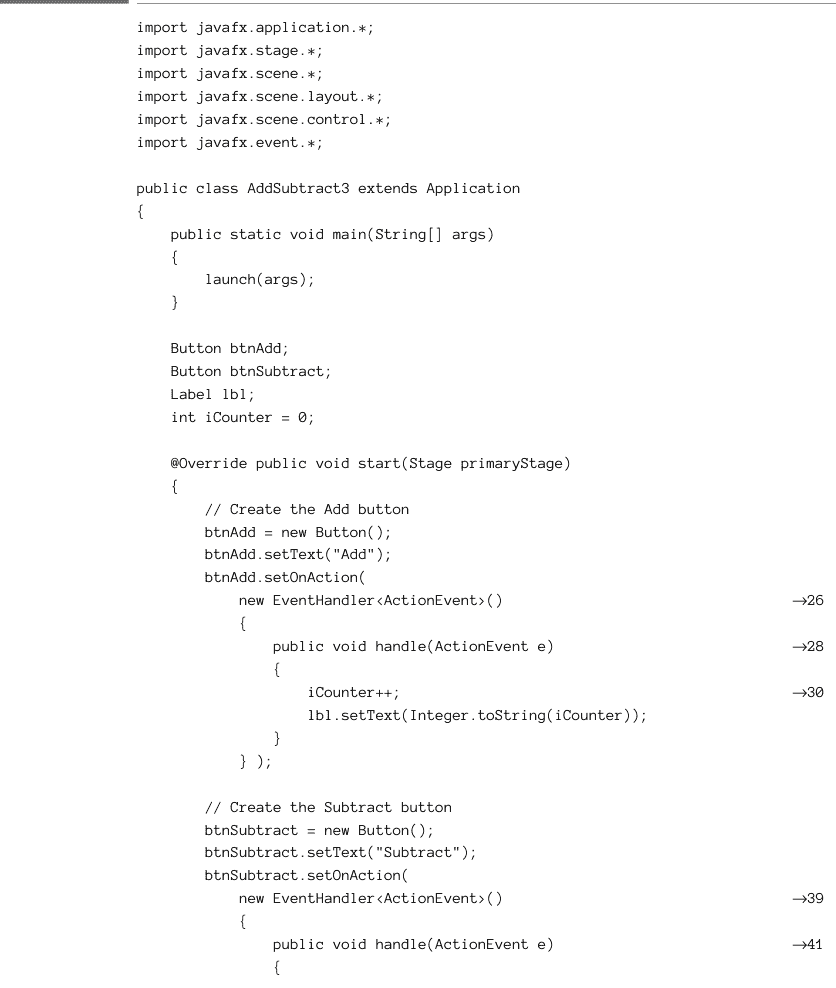 import javafx.application.*;
import javafx.stage.*;
import javafx.scene.*;
import javafx.scene.layout.*;
import javafx.scene.control.*;
import javafx.event.*;

public class AddSubtract3 extends Application
{
    public static void main(String[] args)
    {
        launch(args);
    }

    Button btnAdd;
    Button btnSubtract;
    Label lbl;
    int iCounter = 0;

    @Override public void start(Stage primaryStage)
    {
        // Create the Add button
        btnAdd = new Button();
        btnAdd.setText("Add");
        btnAdd.setOnAction(
            new EventHandler<ActionEvent>() →26
            {
                public void handle(ActionEvent e) →28
                {
                    iCounter++; →30
                    lbl.setText(Integer.toString(iCounter));
                }
            } );

        // Create the Subtract button
        btnSubtract = new Button();
        btnSubtract.setText("Subtract");
        btnSubtract.setOnAction(
            new EventHandler<ActionEvent>() →39
            {
                public void handle(ActionEvent e) →41
                {